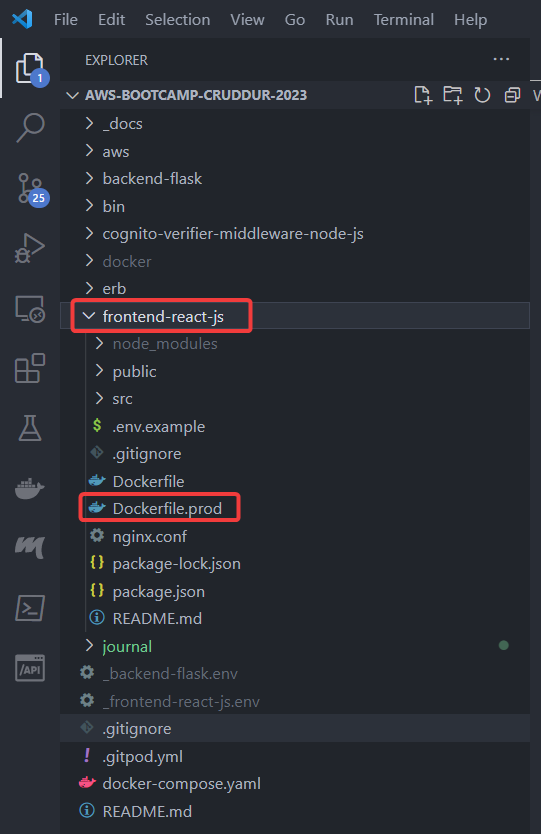 File Edit Selection View Go Run Terminal Help
EXPLORER
1
AWS-BOOTCAMP-CRUDDUR-2023
_docs
aws
backend-flask
25
bin
cognito-verifier-middleware-node-js
docker
erb
frontend-react-js
node_modules
public
src
$ .env.example
.gitignore
Dockerfile
Dockerfile.prod
nginx.conf
{} package-lock.json
{} package.json
README.md
journal
/API
_backend-flask.env
_frontend-react-js.env
.gitignore
! .gitpod.yml
docker-compose.yaml
README.md